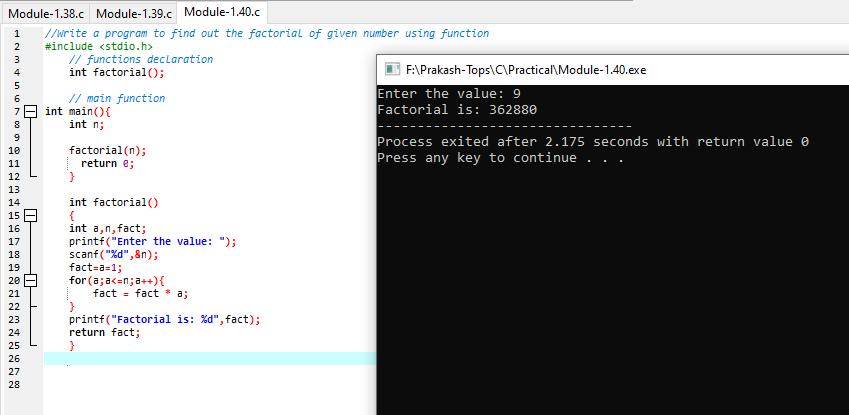 Module-1.38.c Module-1.39.c Module-1.40.c
1 //Write a program to find out the factorial of given number using function
2 #include <stdio.h>
3 // functions declaration
4 int factorial();
5
6 // main function
7 int main(){
8 int n;
9
10 factorial(n);
11 return 0;
12 }
13
14 int factorial()
15 {
16 int a,n,fact;
17 printf("Enter the value: ");
18 scanf("%d",&n);
19 fact=a=1;
20 for(a;a<=n;a++){
21 fact = fact * a;
22 }
23 printf("Factorial is: %d",fact);
24 return fact;
25 }
26
27
28
F:\Prakash-Tops\C\Practical\Module-1.40.exe
Enter the value: 9
Factorial is: 362880
--------------------------------
Process exited after 2.175 seconds with return value 0
Press any key to continue . . .